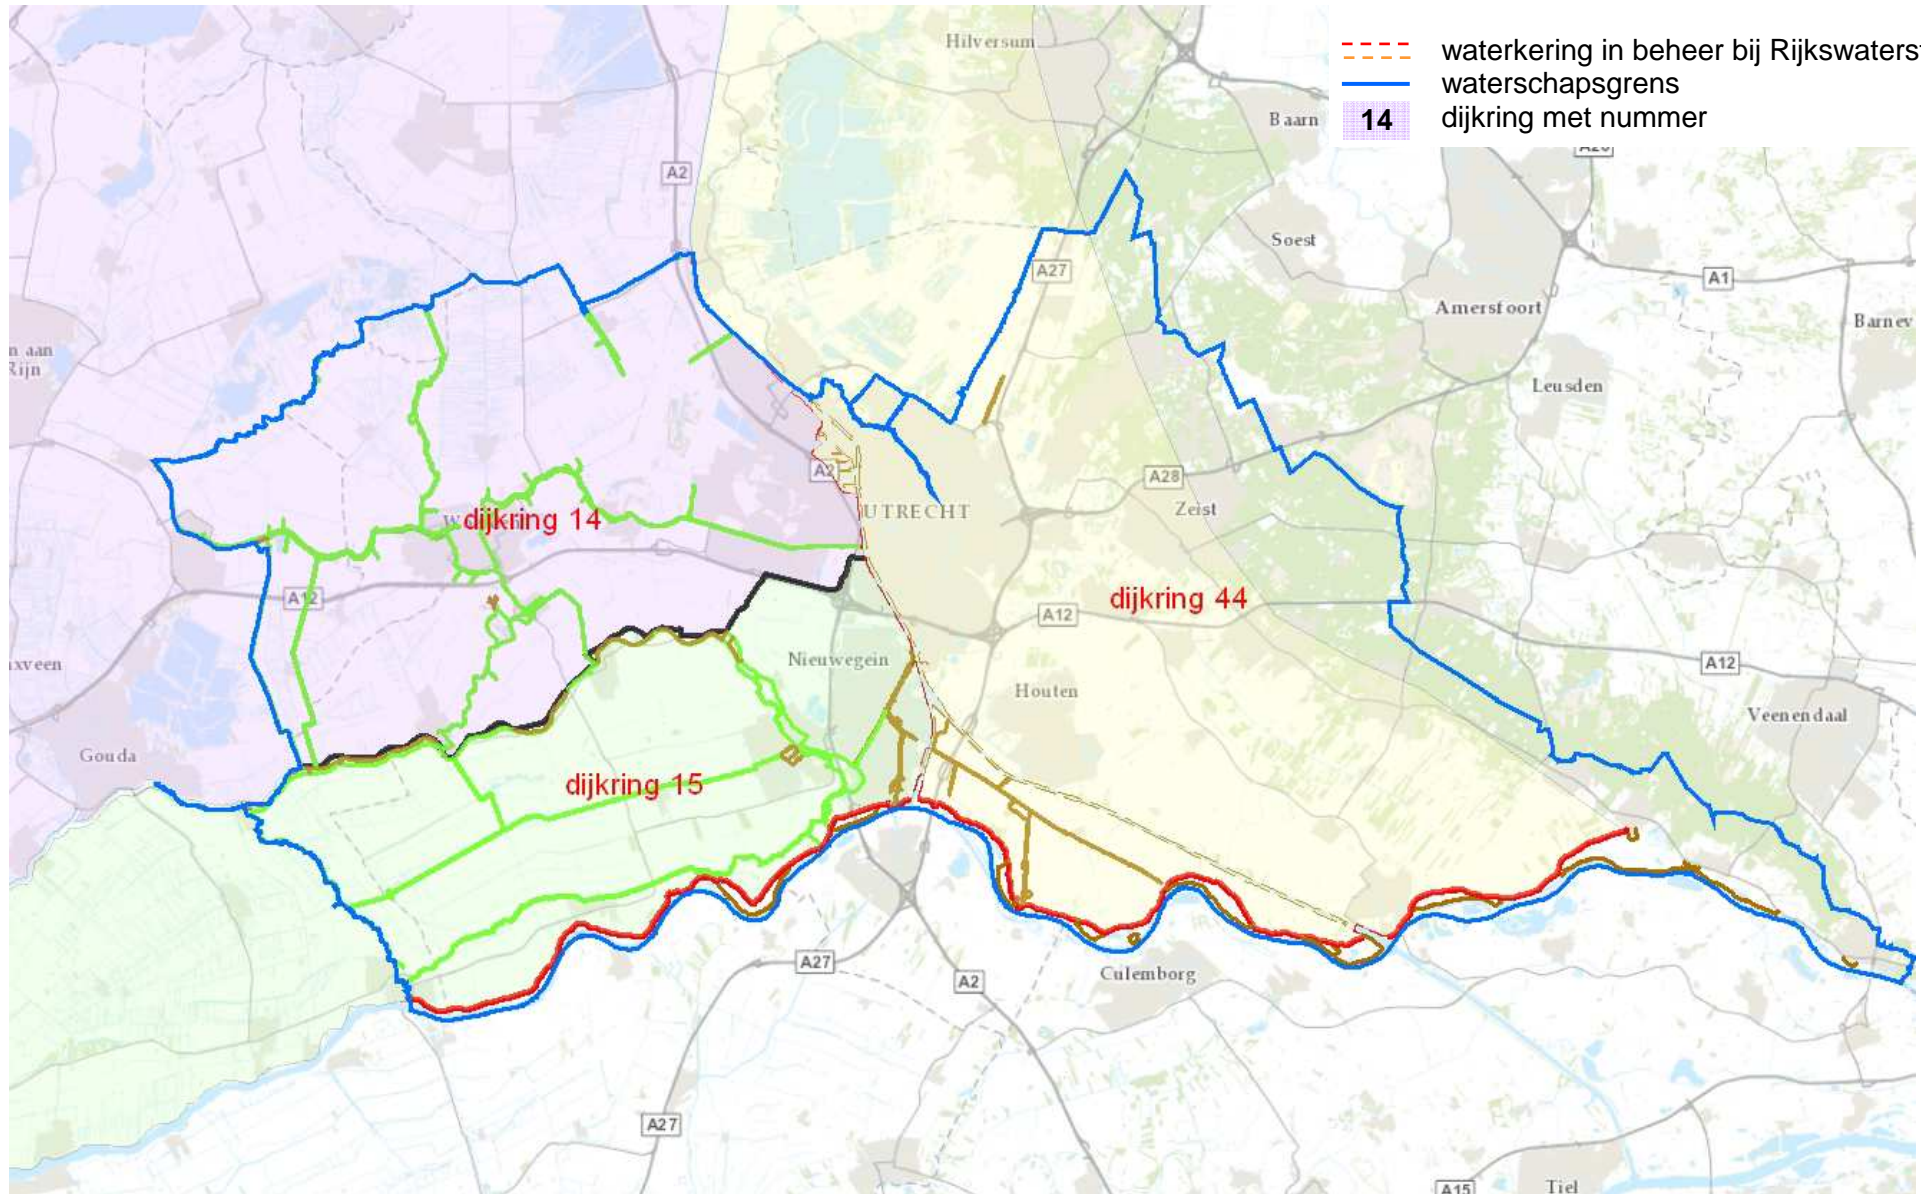 Hilversum
waterkering in beheer bij Rijkswaterst
waterschapsgrens
14 dijkring met nummer
Baarn
A2
Soest
A27
A1
Amersfoort
Barnev
n aan
Rijn
Leusden
A2
A28
UTRECHT
Zeist
dijkring 14
A12
dijkring 44
A12
Nieuwegein
Houten
A12
xveen
Veenendaal
Gouda
dijkring 15
A27
Culemborg
A2
A27
A15
Tiel